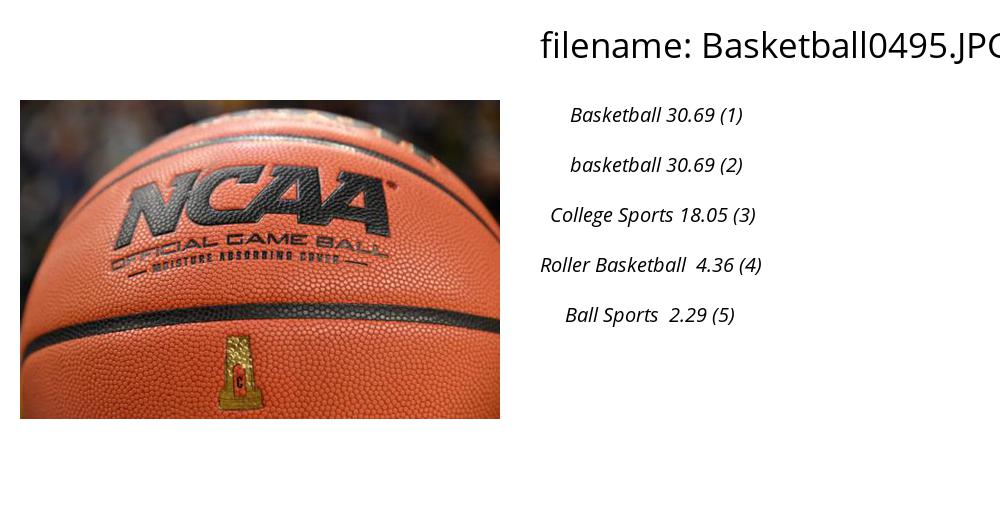 filename: Basketball0495.JPG
Basketball 30.69 (1)
basketball 30.69 (2)
College Sports 18.05 (3)
Roller Basketball 4.36 (4)
Ball Sports 2.29 (5)
NCAA
OFFICIAL GAME BALL
MOISTURE ABSORBING COVER
C